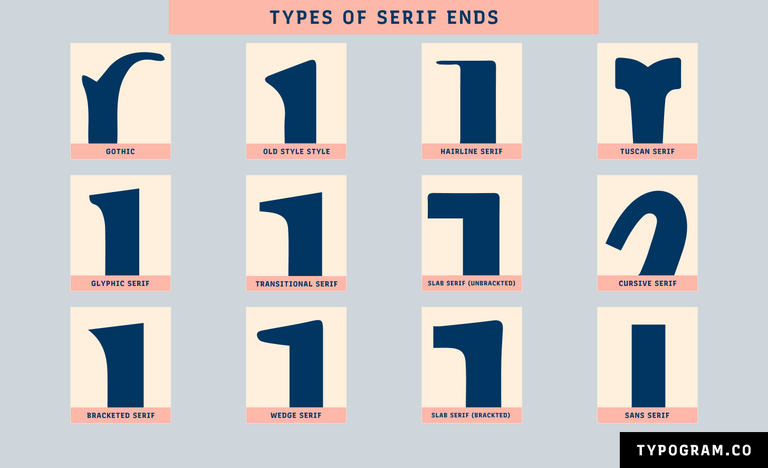 TYPES OF SERIF ENDS
GOTHIC
OLD STYLE STYLE
HAIRLINE SERIF
TUSCAN SERIF
GLYPHIC SERIF
TRANSITIONAL SERIF
SLAB SERIF (UNBRACKTED)
CURSIVE SERIF
BRACKETED SERIF
WEDGE SERIF
SLAB SERIF (BRACKTED)
SANS SERIF
TYPOGRAM.CO